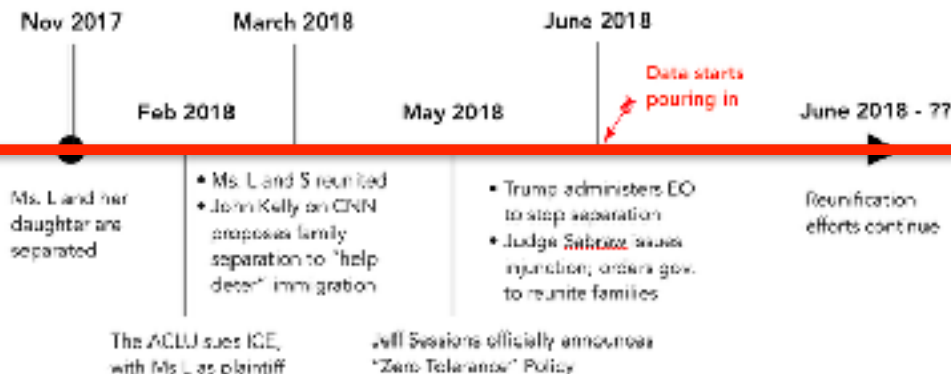 Nov 2017
March 2018
June 2018
Data starts
pouring in
Feb 2018
May 2018
June 2018 - ??
Ms. L and her
daughter are
separated
• Ms. L and S reunited
• John Kelly on CNN
proposes family
separation to "help
deter" immigration
• Trump administers EO
to stop separation
• Judge Sabraw issues
injunction; orders gov.
to reunite families
Reunification
efforts continue
The ACLU sues ICE,
with Ms L as plaintiff
Jeff Sessions officially announces
"Zero Tolerance" Policy